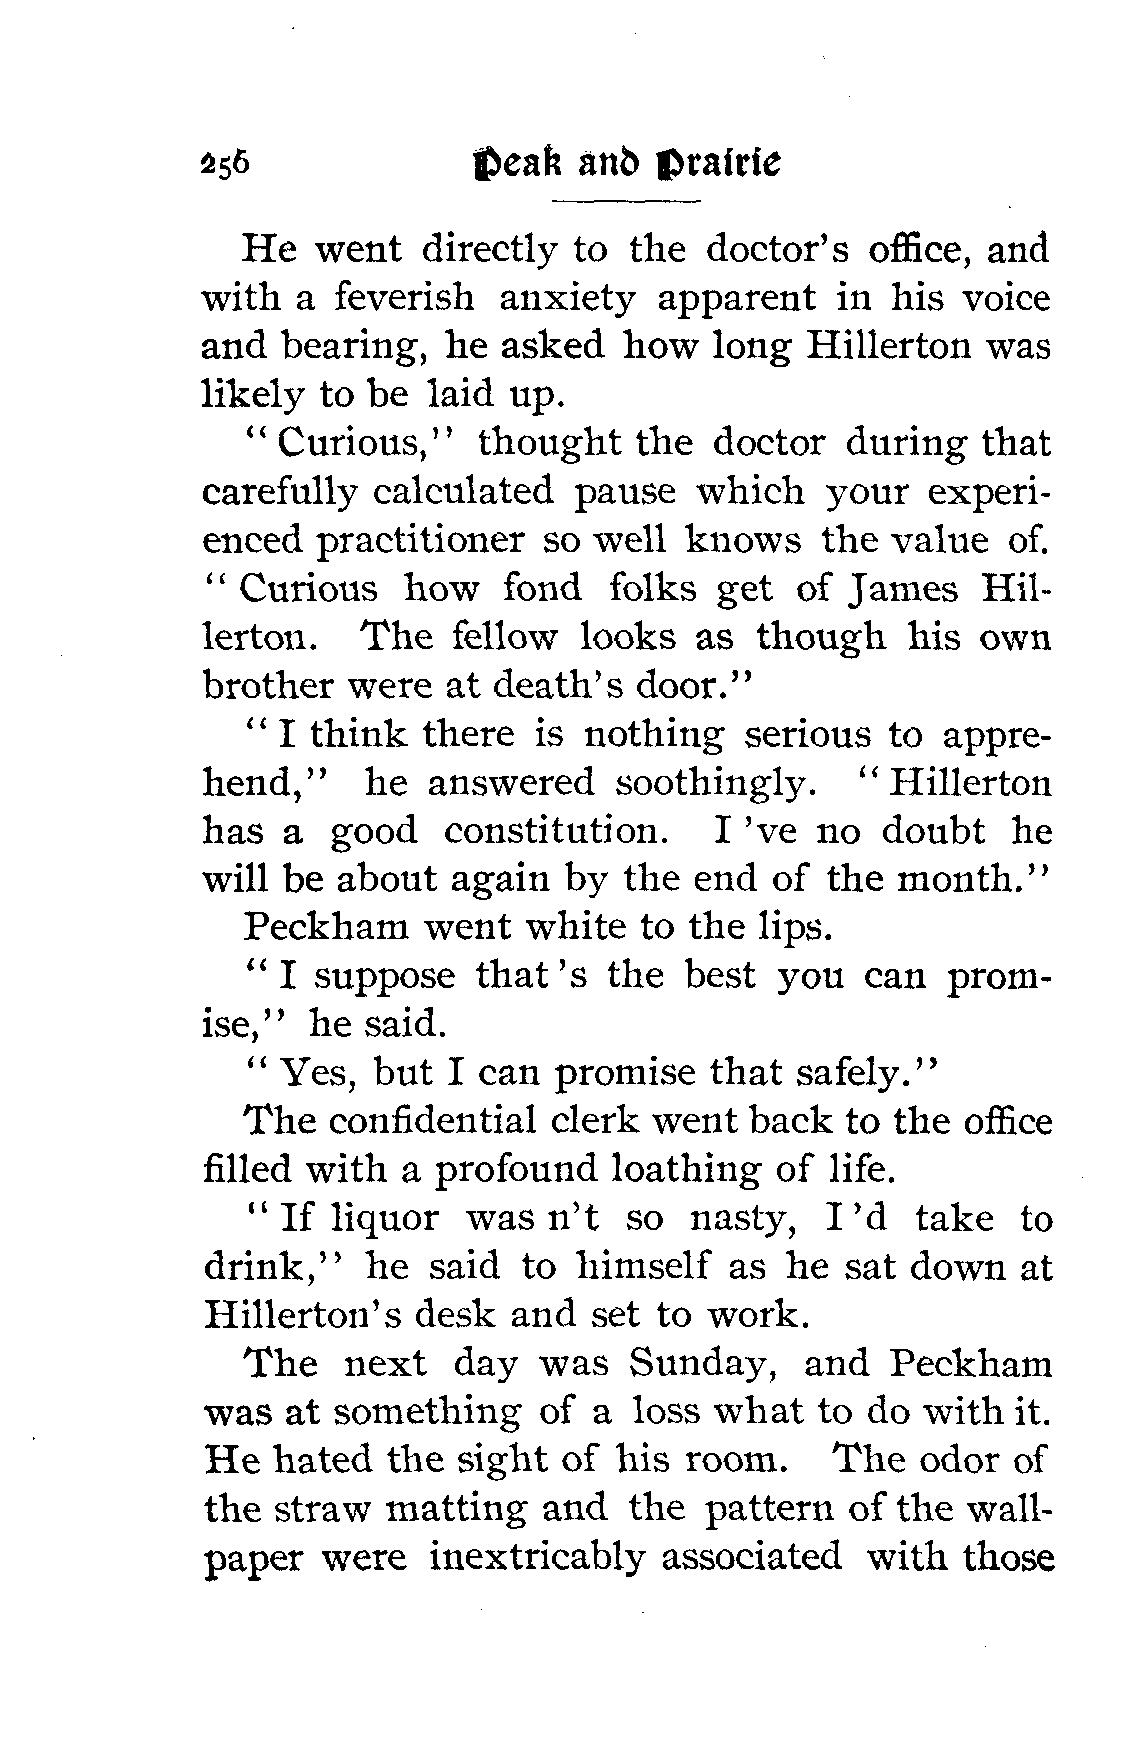 256 Peak and Prairie
He went directly to the doctor's office, and
with a feverish anxiety apparent in his voice
and bearing, he asked how long Hillerton was
likely to be laid up.
" Curious," thought the doctor during that
carefully calculated pause which your experi-
enced practitioner so well knows the value of.
" Curious how fond folks get of James Hil-
lerton. The fellow looks as though his own
brother were at death's door."
" I think there is nothing serious to appre-
hend," he answered soothingly. " Hillerton
has a good constitution. I 've no doubt he
will be about again by the end of the month."
Peckham went white to the lips.
" I suppose that 's the best you can prom-
ise," he said.
" Yes, but I can promise that safely."
The confidential clerk went back to the office
filled with a profound loathing of life.
" If liquor was n't so nasty, I 'd take to
drink," he said to himself as he sat down at
Hillerton's desk and set to work.
The next day was Sunday, and Peckham
was at something of a loss what to do with it.
He hated the sight of his room. The odor of
the straw matting and the pattern of the wall-
paper were inextricably associated with those